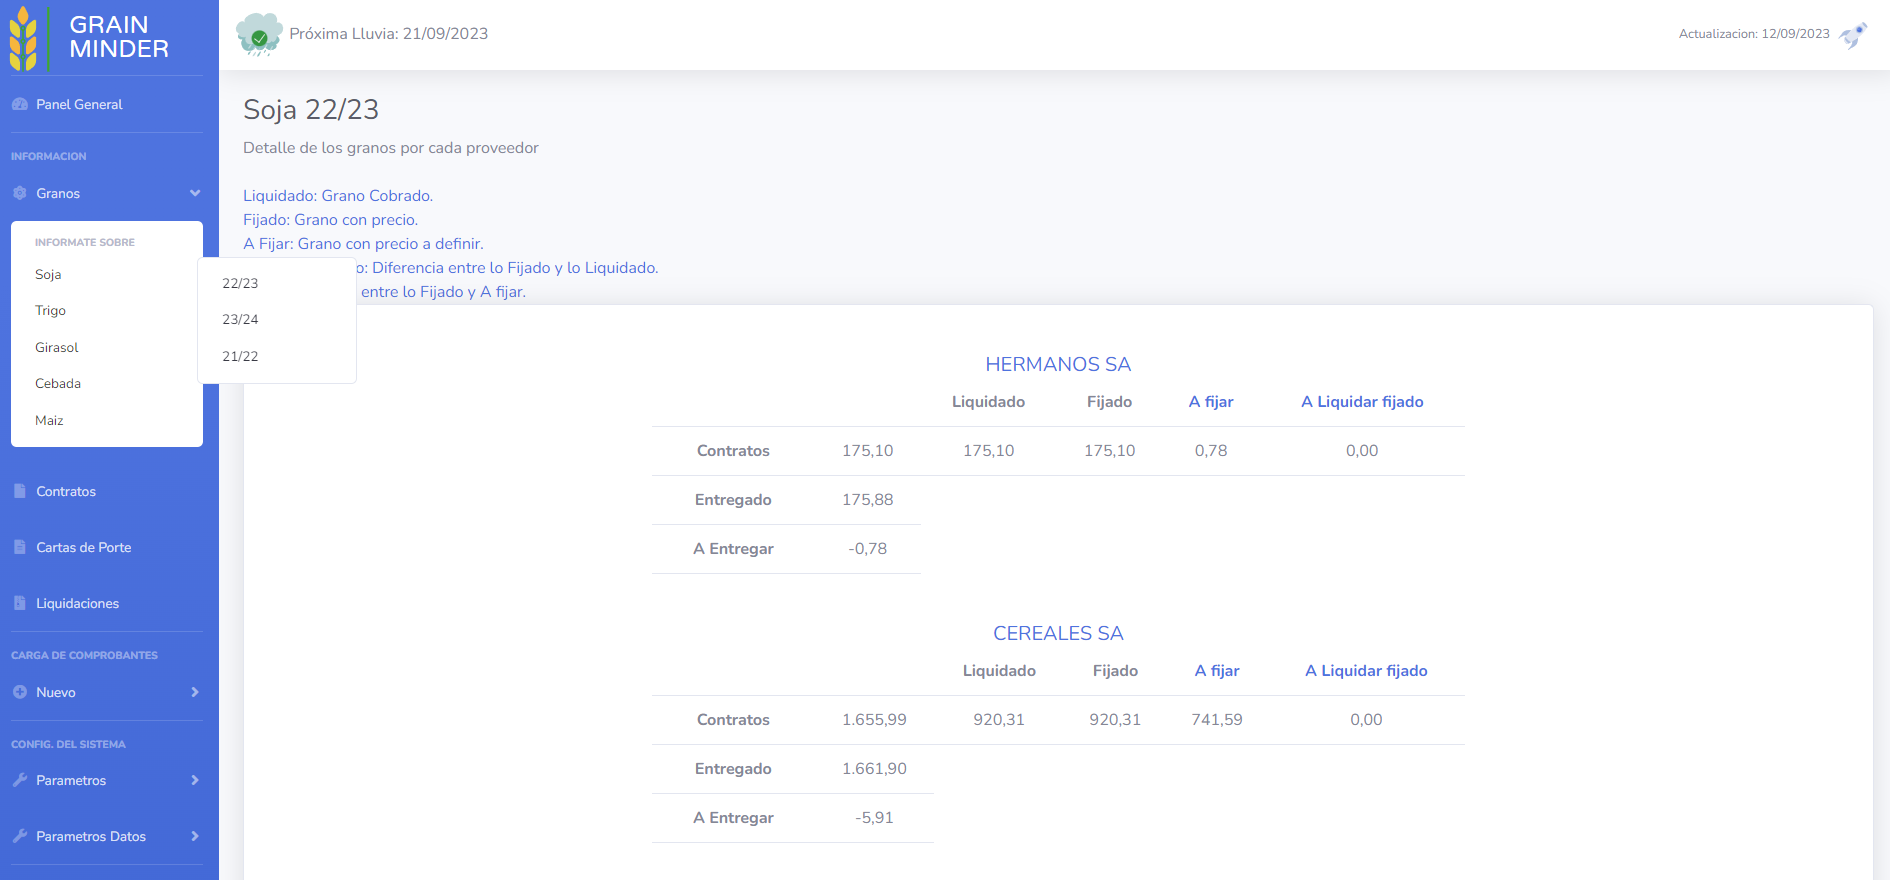 GRAIN
MINDER
Panel General
INFORMACION
Granos
INFORMATE SOBRE
Soja
Trigo
Girasol
Cebada
Maiz
22/23
23/24
21/22
Contratos
Cartas de Porte
Liquidaciones
CARGA DE COMPROBANTES
Nuevo
CONFIG. DEL SISTEMA
Parametros
Parametros Datos
Próxima Lluvia: 21/09/2023
Actualizacion: 12/09/2023
Soja 22/23
Detalle de los granos por cada proveedor
Liquidado: Grano Cobrado.
Fijado: Grano con precio.
A Fijar: Grano con precio a definir.
o: Diferencia entre lo Fijado y lo Liquidado.
entre lo Fijado y A fijar.
HERMANOS SA
Liquidado Fijado A fijar A Liquidar fijado
Contratos 175,10 175,10 175,10 0,78 0,00
Entregado 175,88
A Entregar -0,78
CEREALES SA
Liquidado Fijado A fijar A Liquidar fijado
Contratos 1.655,99 920,31 920,31 741,59 0,00
Entregado 1.661,90
A Entregar -5,91